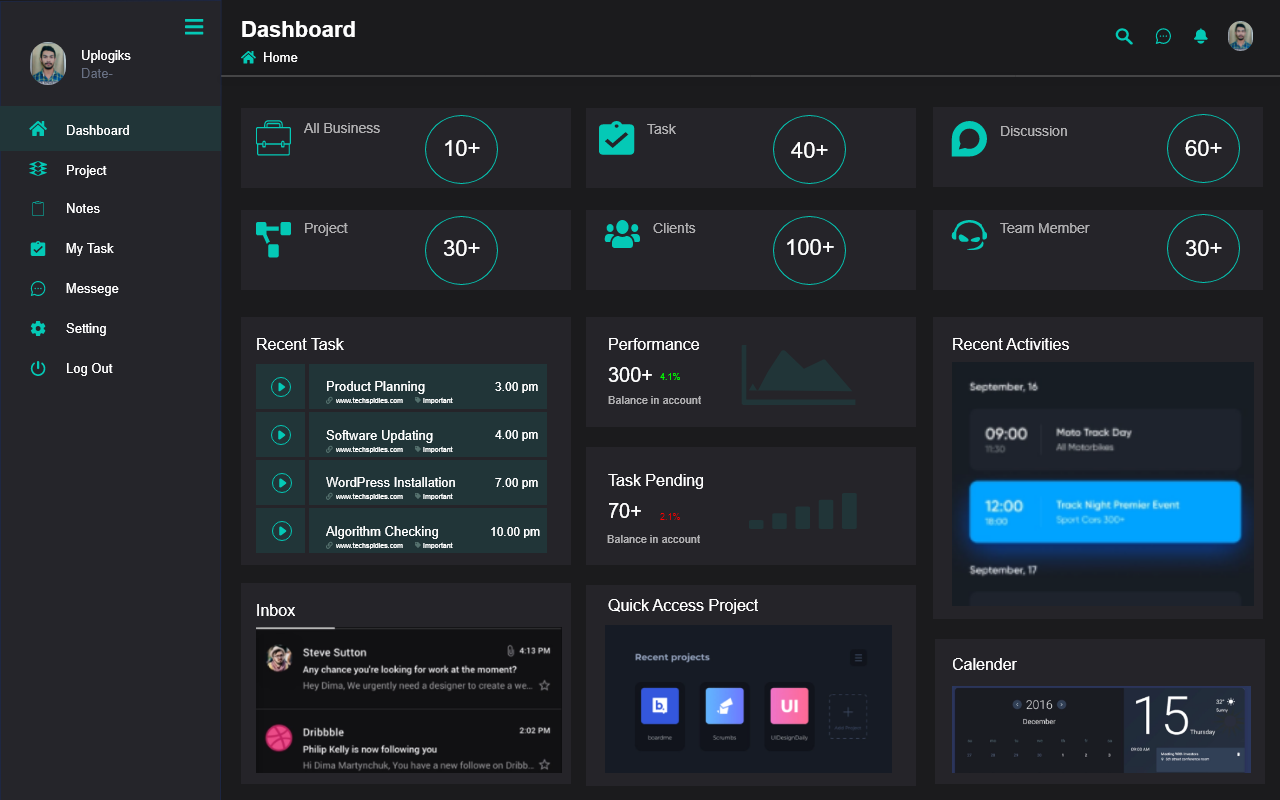 Dashboard
Home
Uplogiks
Date-
Dashboard
Project
Notes
My Task
Messege
Setting
Log Out
All Business
10+
Task
40+
Discussion
60+
Project
30+
Clients
100+
Team Member
30+
Recent Task
Product Planning 3.00 pm
www.techspidies.com Important
Software Updating 4.00 pm
www.techspidies.com Important
WordPress Installation 7.00 pm
www.techspidies.com Important
Algorithm Checking 10.00 pm
www.techspidies.com Important
Performance
300+ 4.1%
Balance in account
Task Pending
70+ 2.1%
Balance in account
Recent Activities
September, 16
09:00 Moto Track Day
11:30 All Motorbikes
12:00 Track Night Premier Event
18:00 Sport Cars 300+
September, 17
Inbox
Steve Sutton 4:13 PM
Any chance you're looking for work at the moment?
Hey Dima, We urgently need a designer to create a we...
Dribbble 2:02 PM
Philip Kelly is now following you
Hi Dima Martynchuk, You have a new followe on Dribb...
Quick Access Project
Recent projects
UI
boardme Scrumbs UIDesignDaily
Calender
2016
December
15
Thursday
32°
Sunny
09:00 AM